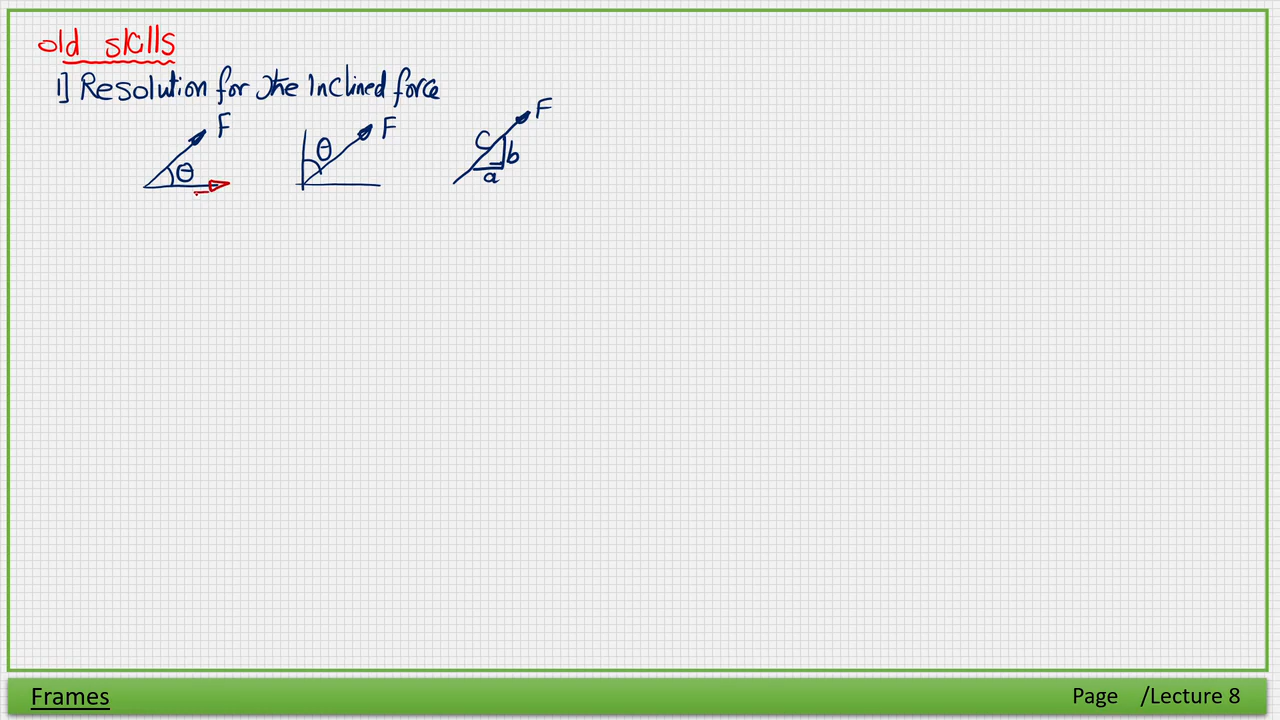 old skills
1] Resolution for the Inclined force
F F F
θ θ c b
a
Frames Page /Lecture 8